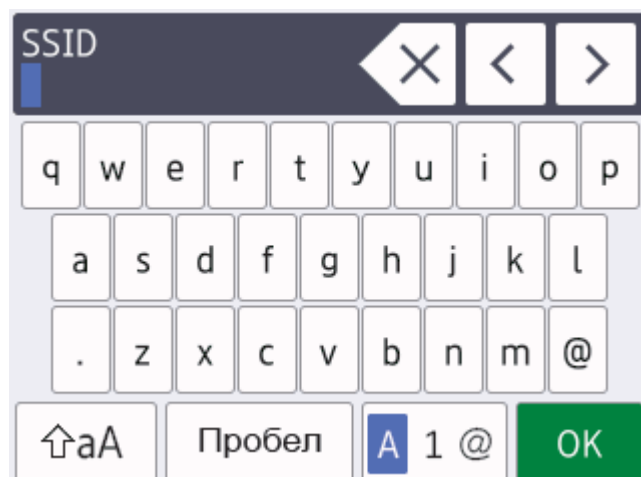 SSID
q w e r t y u i o p
a s d f g h j k l
. z x c v b n m @
aA Пробел A 1 @ OK